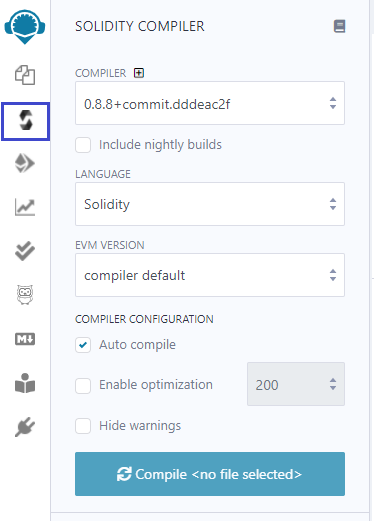 SOLIDITY COMPILER
COMPILER
0.8.8+commit.dddeac2f
Include nightly builds
LANGUAGE
Solidity
EVM VERSION
compiler default
COMPILER CONFIGURATION
Auto compile
Enable optimization 200
Hide warnings
Compile <no file selected>